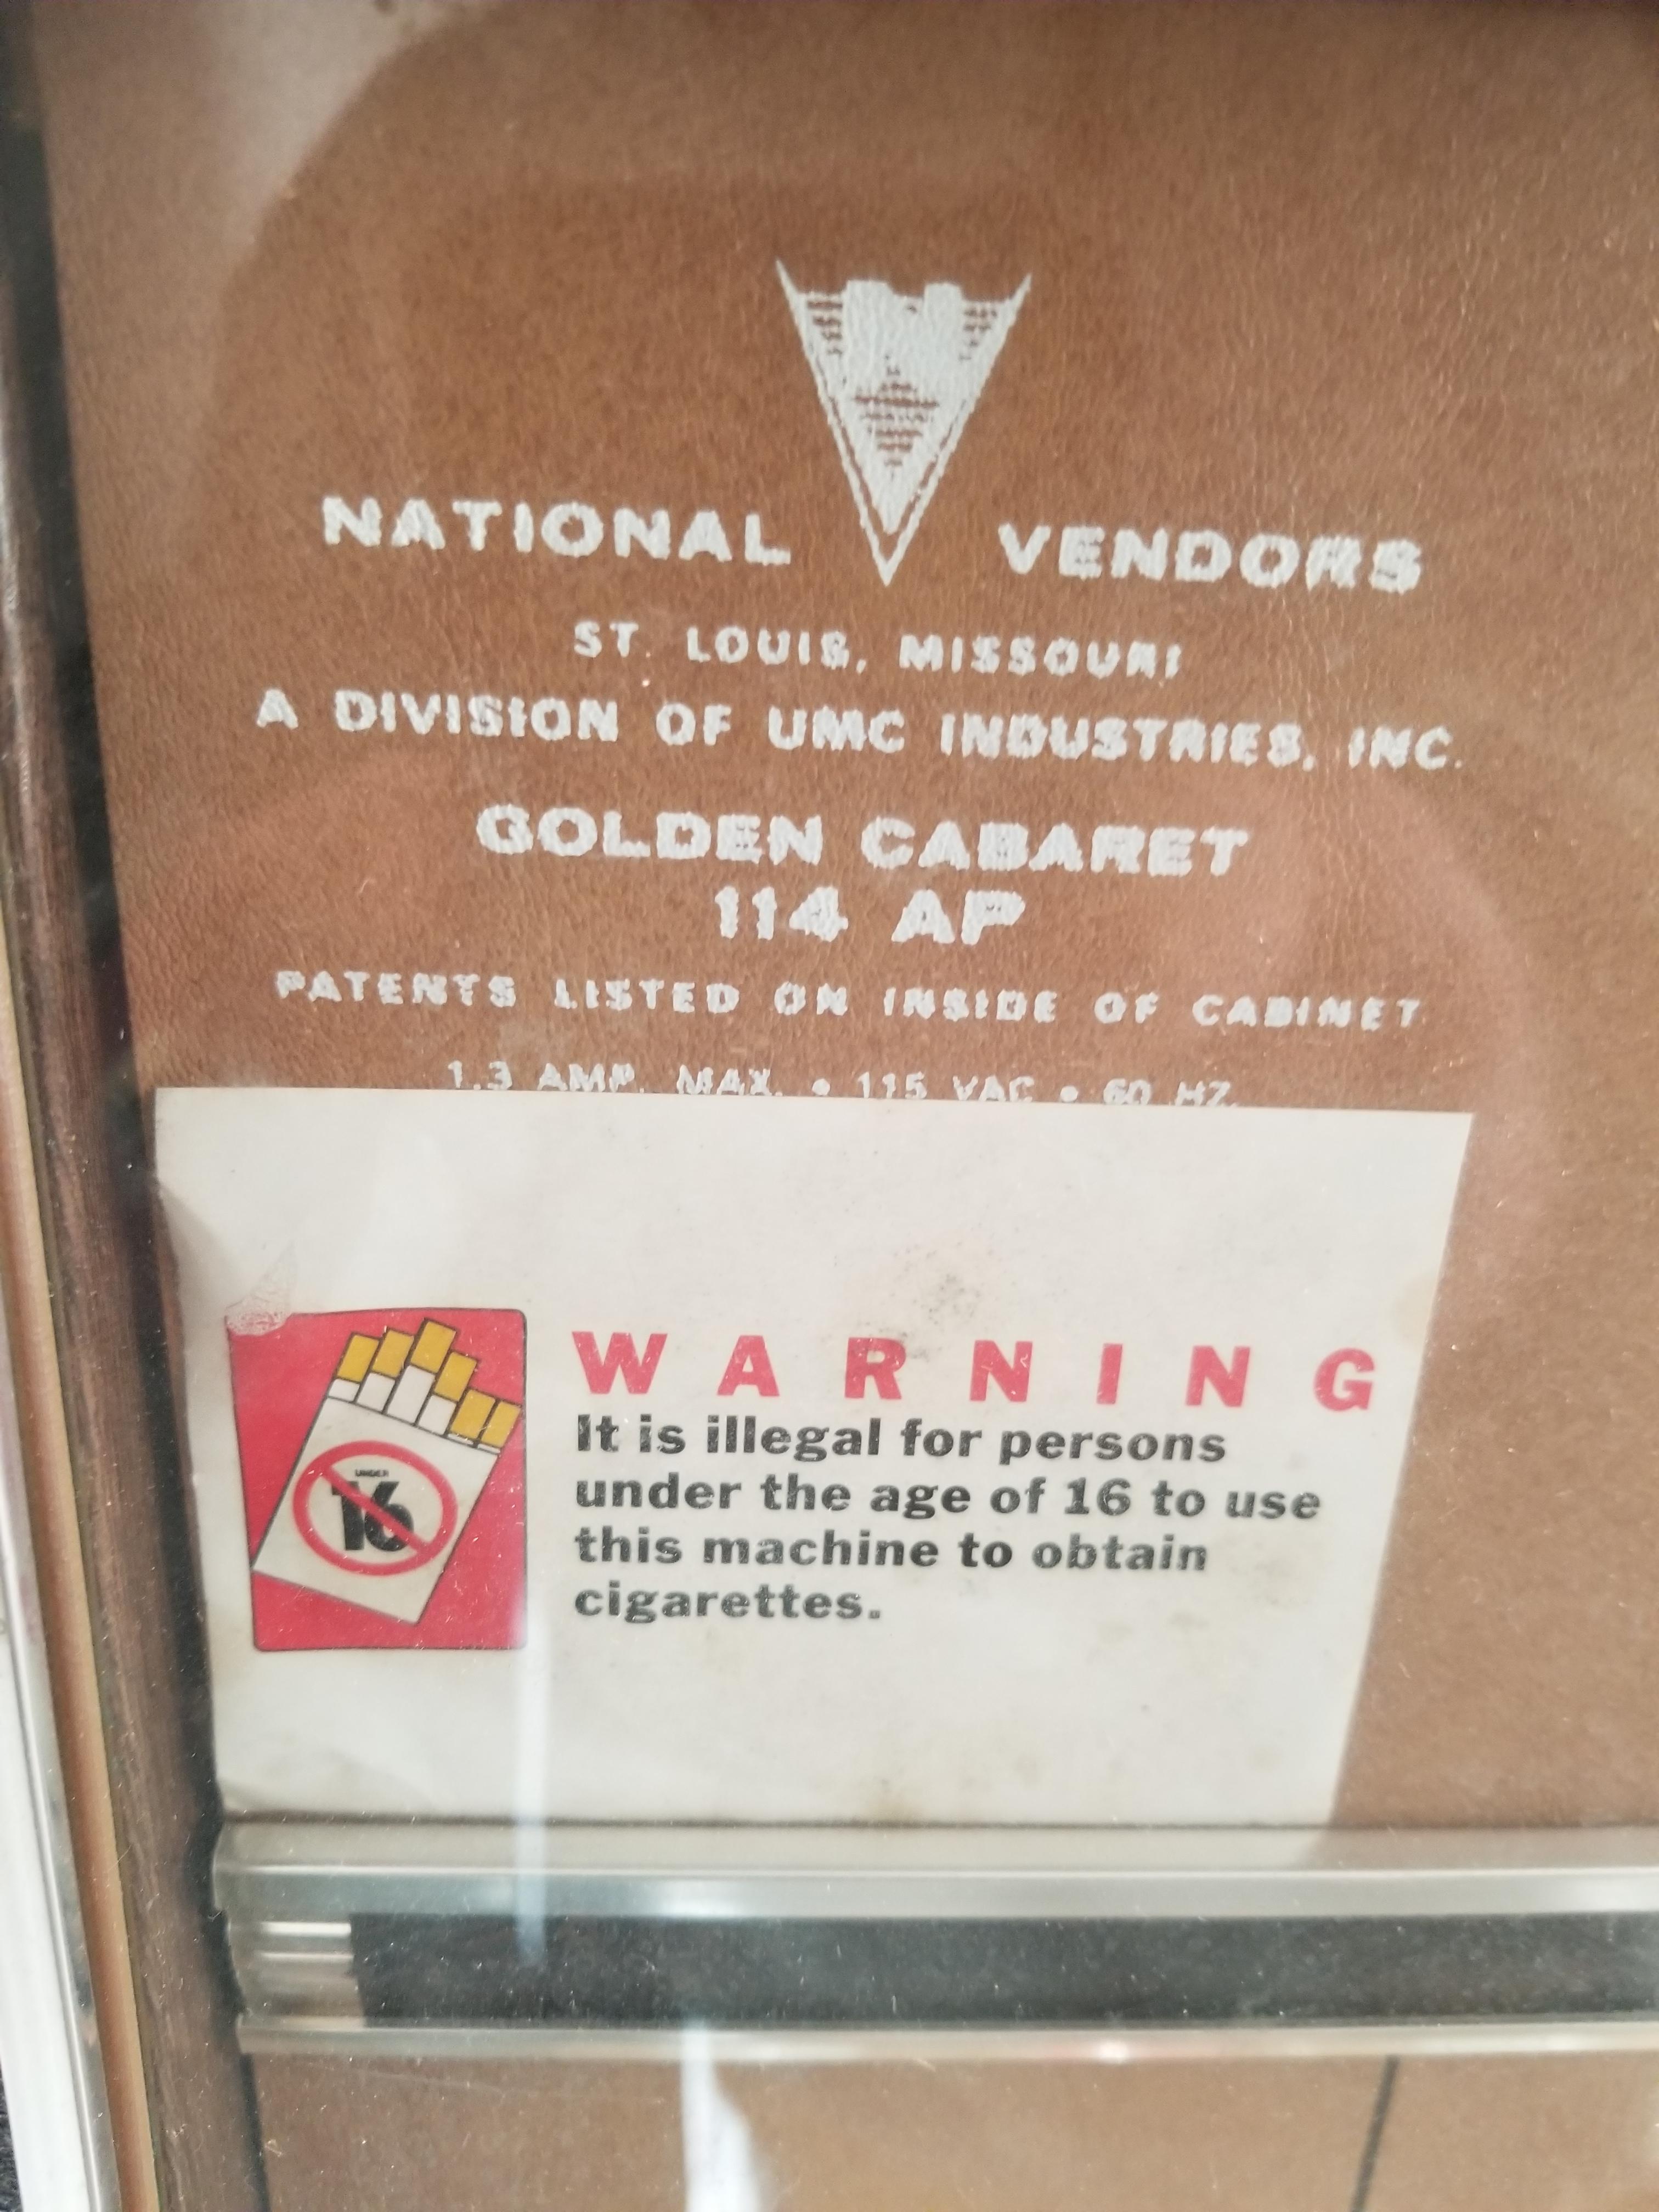 NATIONAL VENDORS
ST. LOUIS, MISSOURI
A DIVISION OF UMC INDUSTRIES, INC.
GOLDEN CABARET
114 AP
PATENTS LISTED ON INSIDE OF CABINET
1.3 AMP. MAX. • 115 VAC • 60 HZ.
UNDER
16
WARNING
It is illegal for persons
under the age of 16 to use
this machine to obtain
cigarettes.